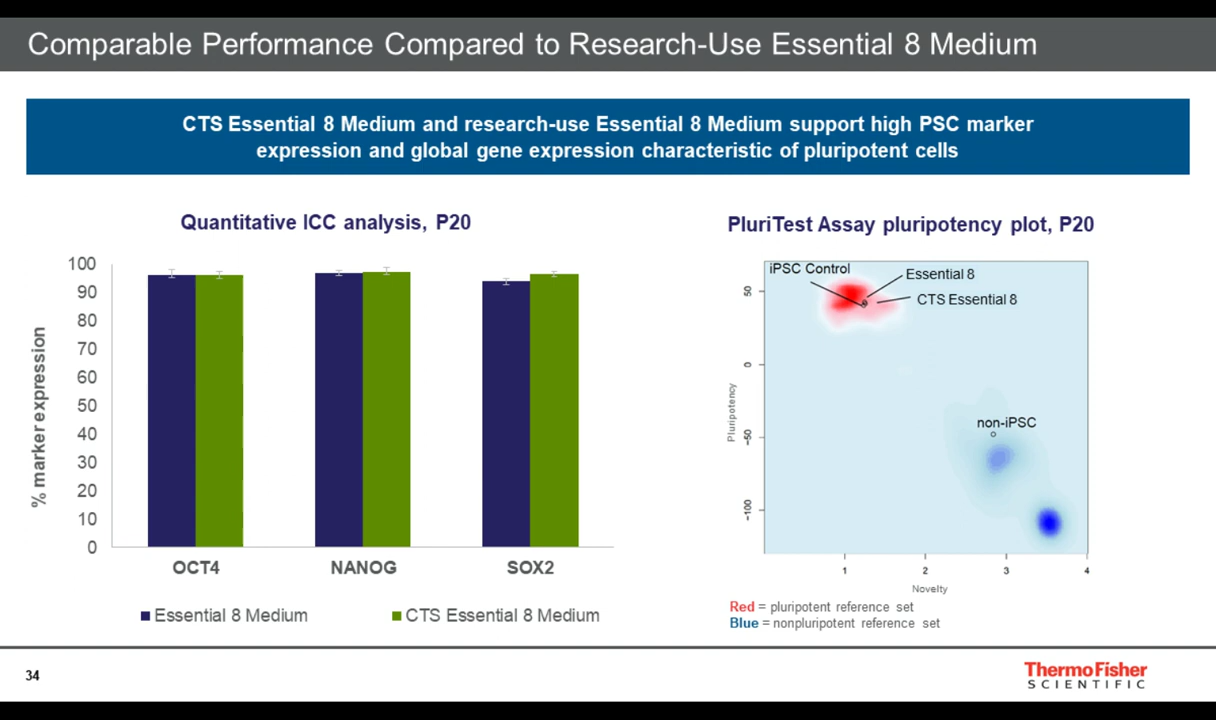 Comparable Performance Compared to Research-Use Essential 8 Medium
CTS Essential 8 Medium and research-use Essential 8 Medium support high PSC marker
expression and global gene expression characteristic of pluripotent cells
Quantitative ICC analysis, P20
100
90
80
70
60
50
40
30
20
10
0
% marker expression
OCT4 NANOG SOX2
Essential 8 Medium CTS Essential 8 Medium
PluriTest Assay pluripotency plot, P20
iPSC Control
Essential 8
CTS Essential 8
non-iPSC
50
0
-50
-100
Pluripotency
1 2 3 4
Novelty
Red = pluripotent reference set
Blue = nonpluripotent reference set
34
ThermoFisher
SCIENTIFIC